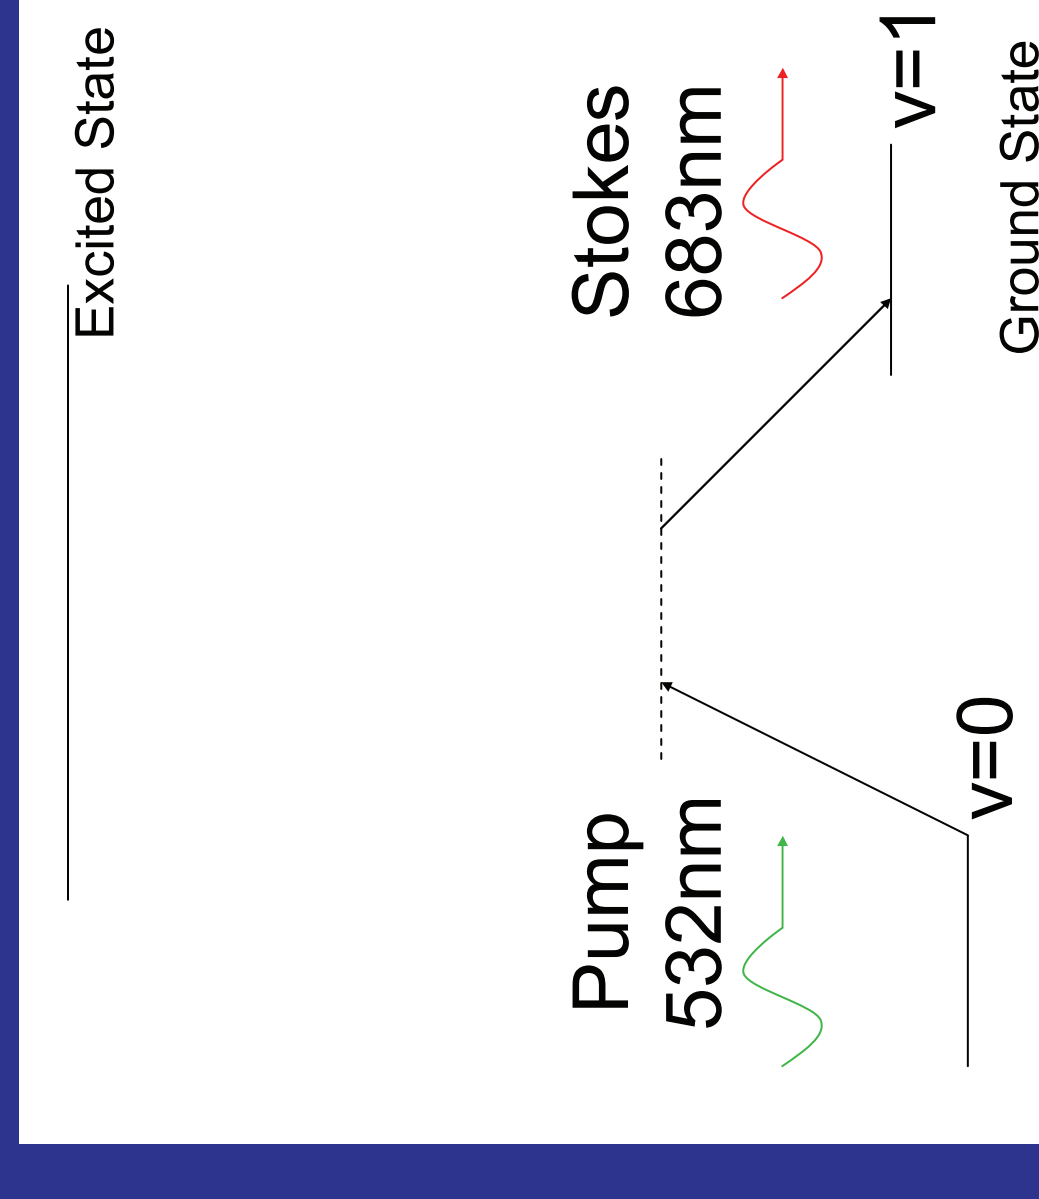 Excited State
Pump
532nm
Stokes
683nm
v=1
v=0
Ground State